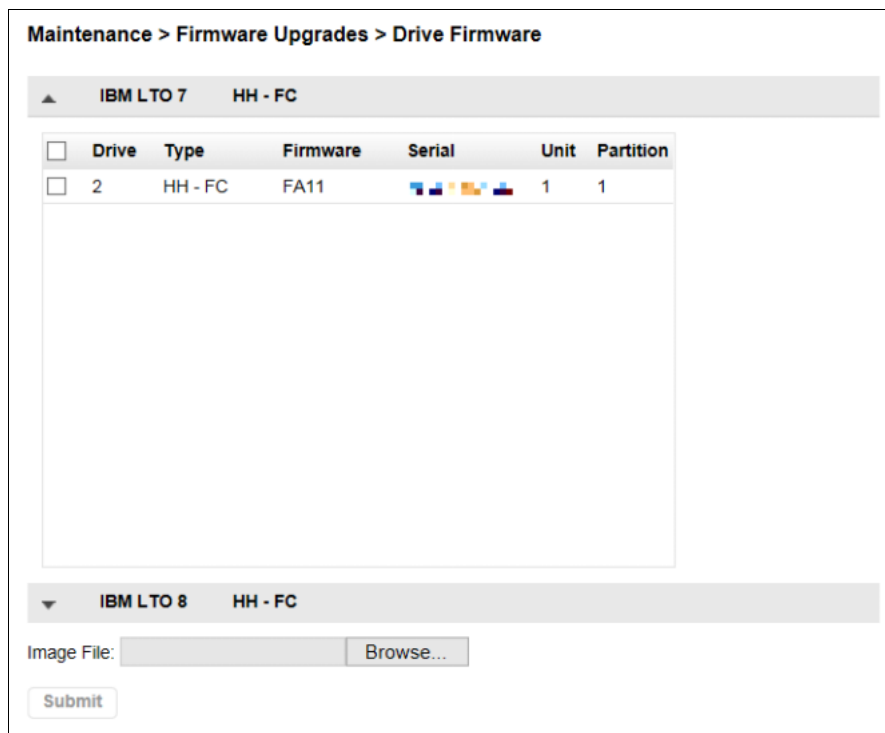 Maintenance > Firmware Upgrades > Drive Firmware
IBM LTO 7 HH - FC
Drive Type Firmware Serial Unit Partition
2 HH - FC FA11 1 1
IBM LTO 8 HH - FC
Image File: Browse...
Submit